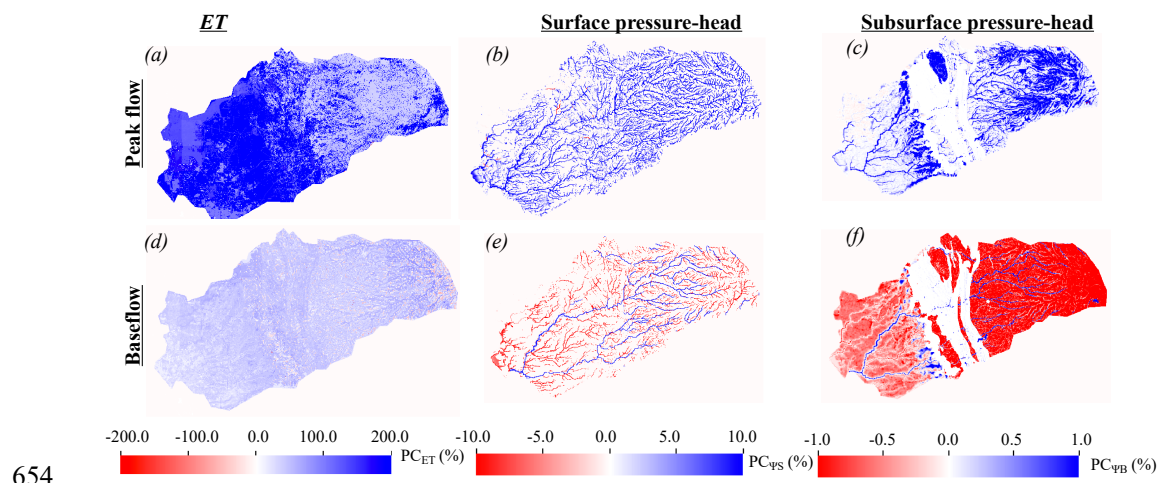 ET Surface pressure-head Subsurface pressure-head
(a) (b) (c)
Peak flow
(d) (e) (f)
Baseflow
-200.0 -100.0 0.0 100.0 200.0 -10.0 -5.0 0.0 5.0 10.0 -1.0 -0.5 0.0 0.5 1.0
PC_ET (%) PC_ΨS (%) PC_ΨB (%)
654